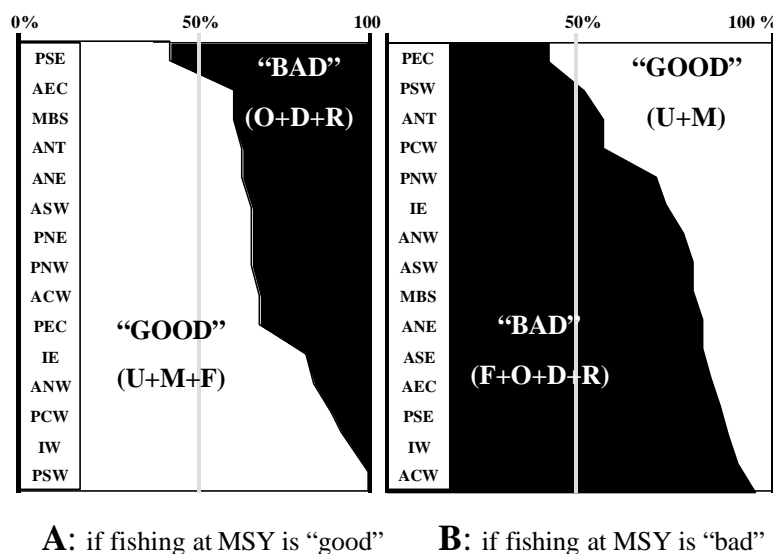 0% 50% 100
PSE
AEC
MBS
ANT
ANE
ASW
PNE
PNW
ACW
PEC
IE
ANW
PCW
IW
PSW
“BAD”
(O+D+R)
“GOOD”
(U+M+F)
50% 100 %
PEC
PSW
ANT
PCW
PNW
IE
ANW
ASW
MBS
ANE
ASE
AEC
PSE
IW
ACW
“GOOD”
(U+M)
“BAD”
(F+O+D+R)
A: if fishing at MSY is “good”
B: if fishing at MSY is “bad”